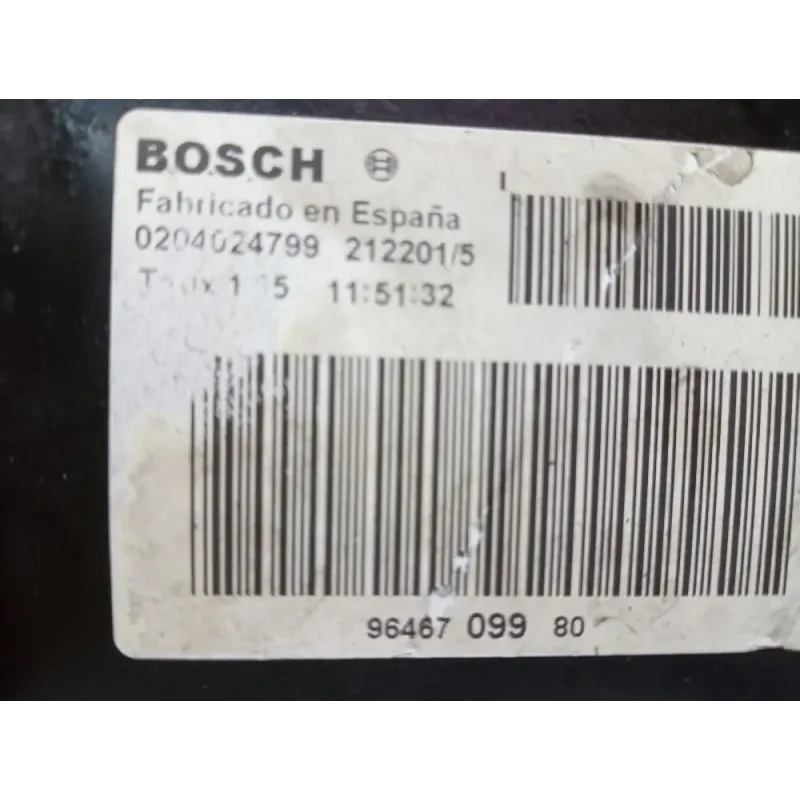 BOSCH
Fabricado en España
0204024799 212201/5
11:51:32
96467 099 80